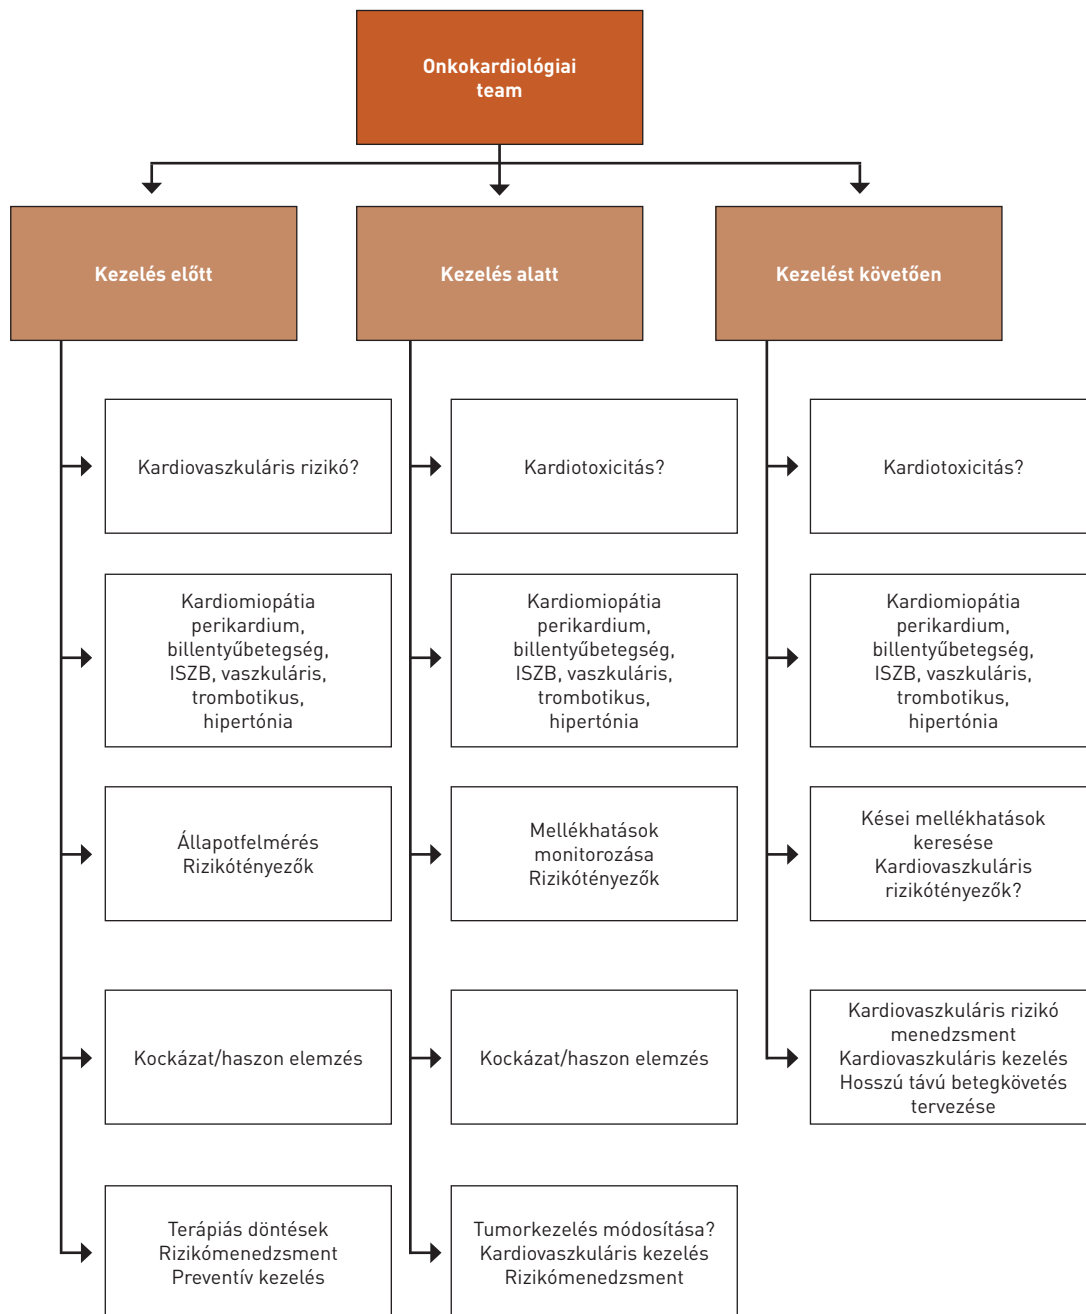 Onkokardiológiai
team
Kezelés előtt
Kezelés alatt
Kezelést követően
Kardiovaszkuláris rizikó?
Kardiomiopátia
perikardium,
billentyűbetegség,
ISZB, vaszkuláris,
trombotikus,
hipertónia
Állapotfelmérés
Rizikótényezők
Kockázat/haszon elemzés
Terápiás döntések
Rizikómenedzsment
Preventív kezelés
Kardiotoxicitás?
Kardiomiopátia
perikardium,
billentyűbetegség,
ISZB, vaszkuláris,
trombotikus,
hipertónia
Mellékhatások
monitorozása
Rizikótényezők
Kockázat/haszon elemzés
Tumorkezelés módosítása?
Kardiovaszkuláris kezelés
Rizikómenedzsment
Kardiotoxicitás?
Kardiomiopátia
perikardium,
billentyűbetegség,
ISZB, vaszkuláris,
trombotikus,
hipertónia
Kései mellékhatások
keresése
Kardiovaszkuláris
rizikótényezők?
Kardiovaszkuláris rizikó
menedzsment
Kardiovaszkuláris kezelés
Hosszú távú betegkövetés
tervezése